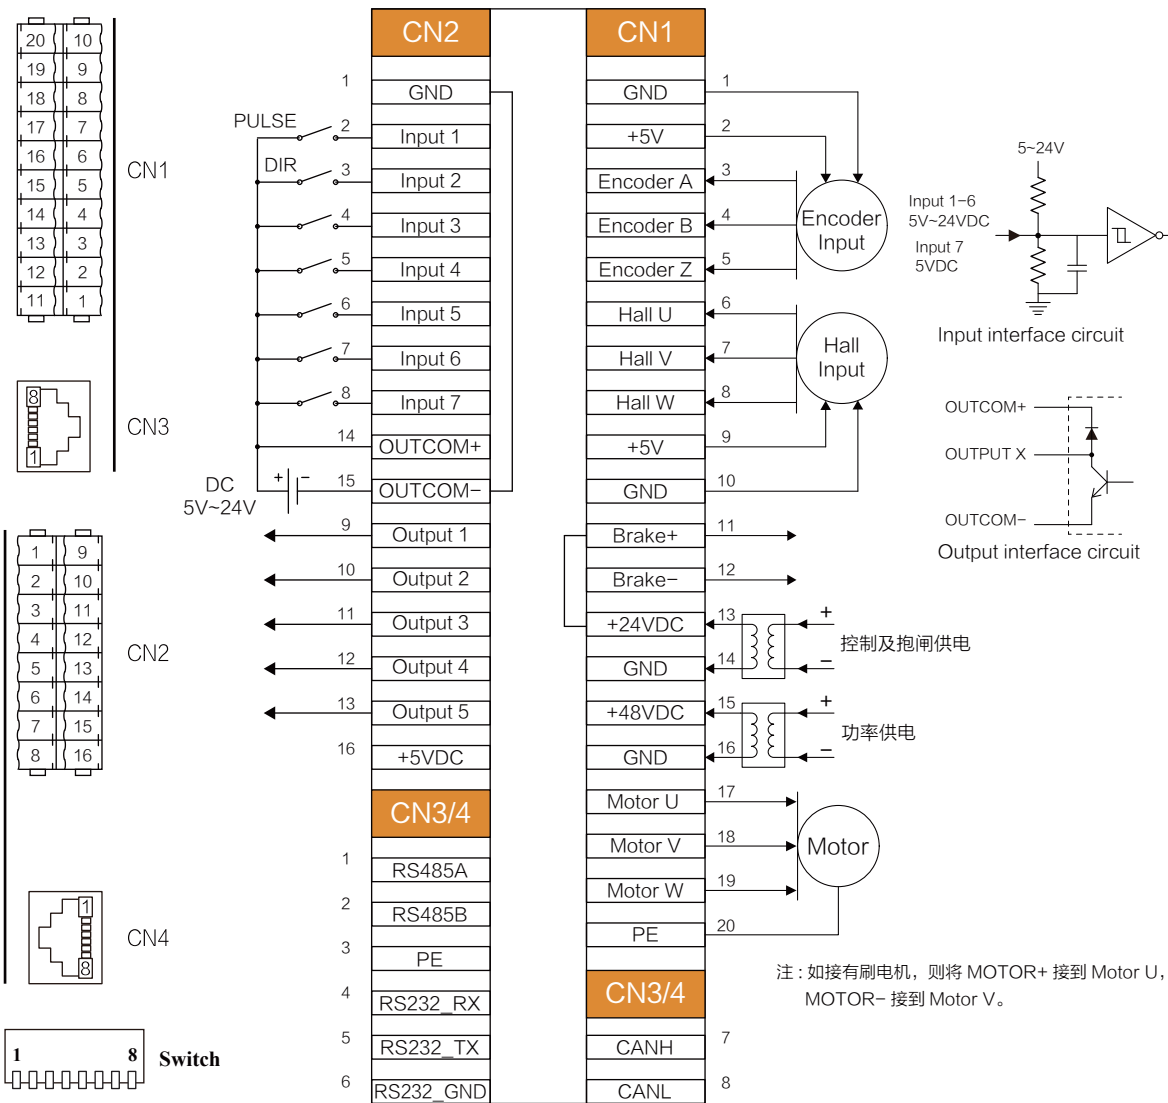 20 10
19 9
18 8
17 7
16 6
15 5
14 4
13 3
12 2
11 1
CN1
8
1
CN3
1 9
2 10
3 11
4 12
5 13
6 14
7 15
8 16
CN2
1
8
CN4
1 8 Switch
CN2
1 GND
PULSE 2 Input 1
DIR 3 Input 2
4 Input 3
5 Input 4
6 Input 5
7 Input 6
8 Input 7
14 OUTCOM+
DC 5V~24V + − 15 OUTCOM−
9 Output 1
10 Output 2
11 Output 3
12 Output 4
13 Output 5
16 +5VDC
CN3/4
1 RS485A
2 RS485B
3 PE
4 RS232_RX
5 RS232_TX
6 RS232_GND
CN1
GND 1
+5V 2
Encoder A 3
Encoder B 4
Encoder Z 5
Encoder
Input
Hall U 6
Hall V 7
Hall W 8
Hall
Input
+5V 9
GND 10
Brake+ 11
Brake− 12
+24VDC 13 +
控制及抱闸供电
GND 14 −
+48VDC 15 +
功率供电
GND 16 −
Motor U 17
Motor V 18
Motor W 19
Motor
PE 20
注：如接有刷电机，则将 MOTOR+ 接到 Motor U，
MOTOR− 接到 Motor V。
CN3/4
CANH 7
CANL 8
5~24V
Input 1−6
5V~24VDC
Input 7
5VDC
Input interface circuit
OUTCOM+
OUTPUT X
OUTCOM−
Output interface circuit